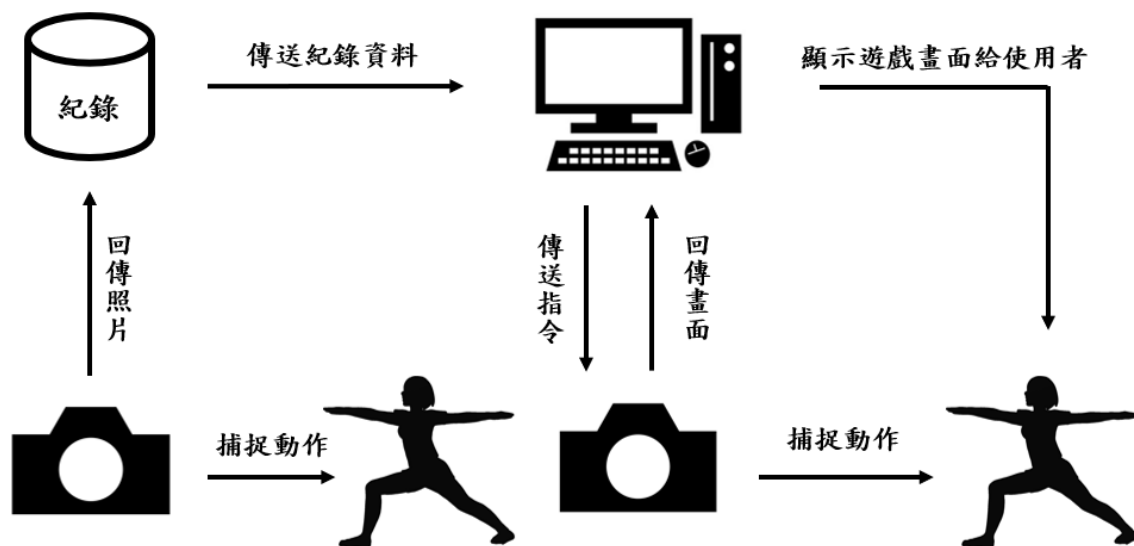 傳送紀錄資料
顯示遊戲畫面給使用者
紀錄
回傳照片
傳送指令
回傳畫面
捕捉動作
捕捉動作